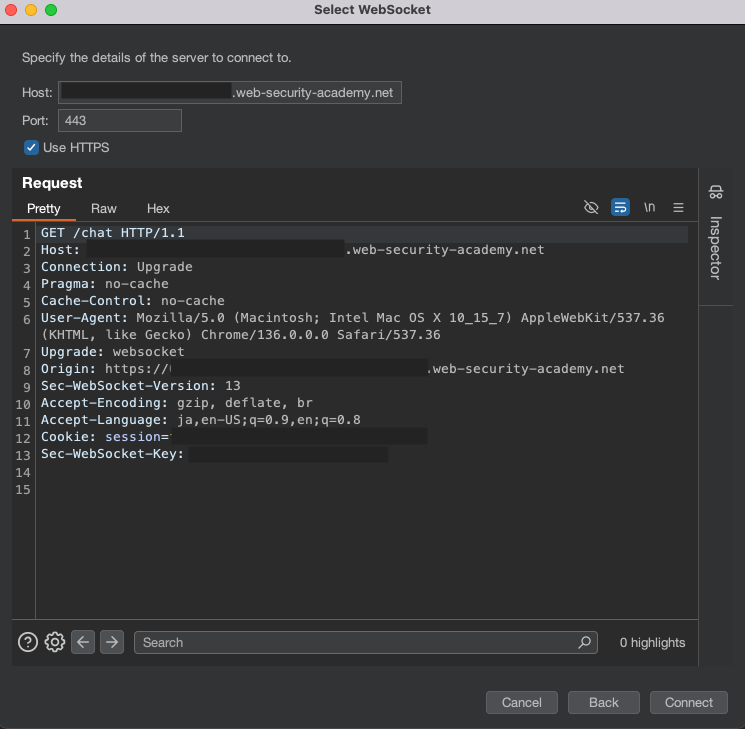 Select WebSocket
Specify the details of the server to connect to.
Host: .web-security-academy.net
Port: 443
Use HTTPS
Request
Pretty Raw Hex \n
Inspector
1 GET /chat HTTP/1.1
2 Host: .web-security-academy.net
3 Connection: Upgrade
4 Pragma: no-cache
5 Cache-Control: no-cache
6 User-Agent: Mozilla/5.0 (Macintosh; Intel Mac OS X 10_15_7) AppleWebKit/537.36
(KHTML, like Gecko) Chrome/136.0.0.0 Safari/537.36
7 Upgrade: websocket
8 Origin: https:// .web-security-academy.net
9 Sec-WebSocket-Version: 13
10 Accept-Encoding: gzip, deflate, br
11 Accept-Language: ja,en-US;q=0.9,en;q=0.8
12 Cookie: session=
13 Sec-WebSocket-Key:
14
15
Search 0 highlights
Cancel Back Connect